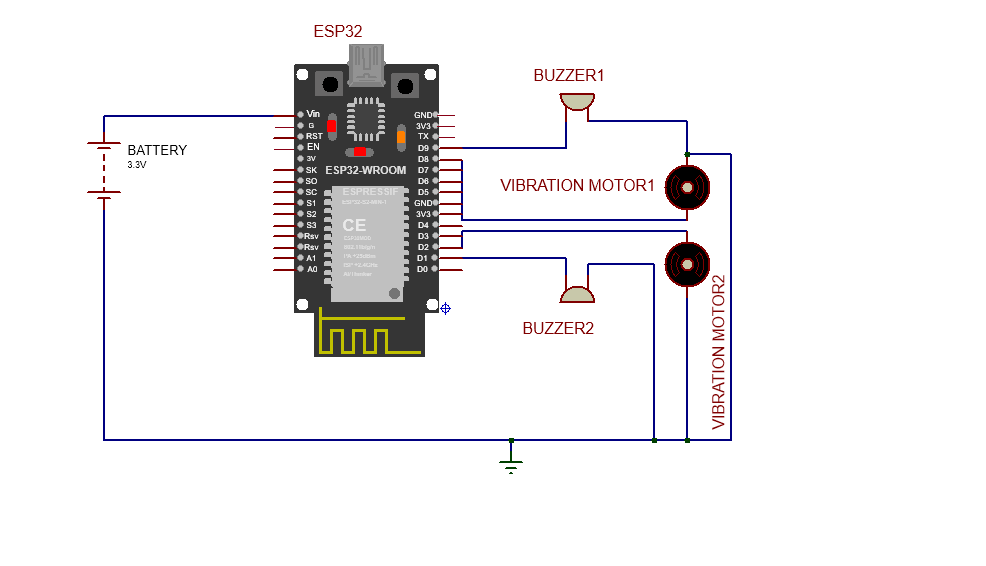 ESP32
BUZZER1
BATTERY
3.3V
Vin
G
RST
EN
3V
SK
SO
SC
S1
S2
S3
Rsv
Rsv
A1
A0
GND
3V3
TX
D9
D8
D7
D6
D5
GND
3V3
D4
D3
D2
D1
D0
ESP32-WROOM
ESPRESSIF
CE
VIBRATION MOTOR1
VIBRATION MOTOR2
BUZZER2